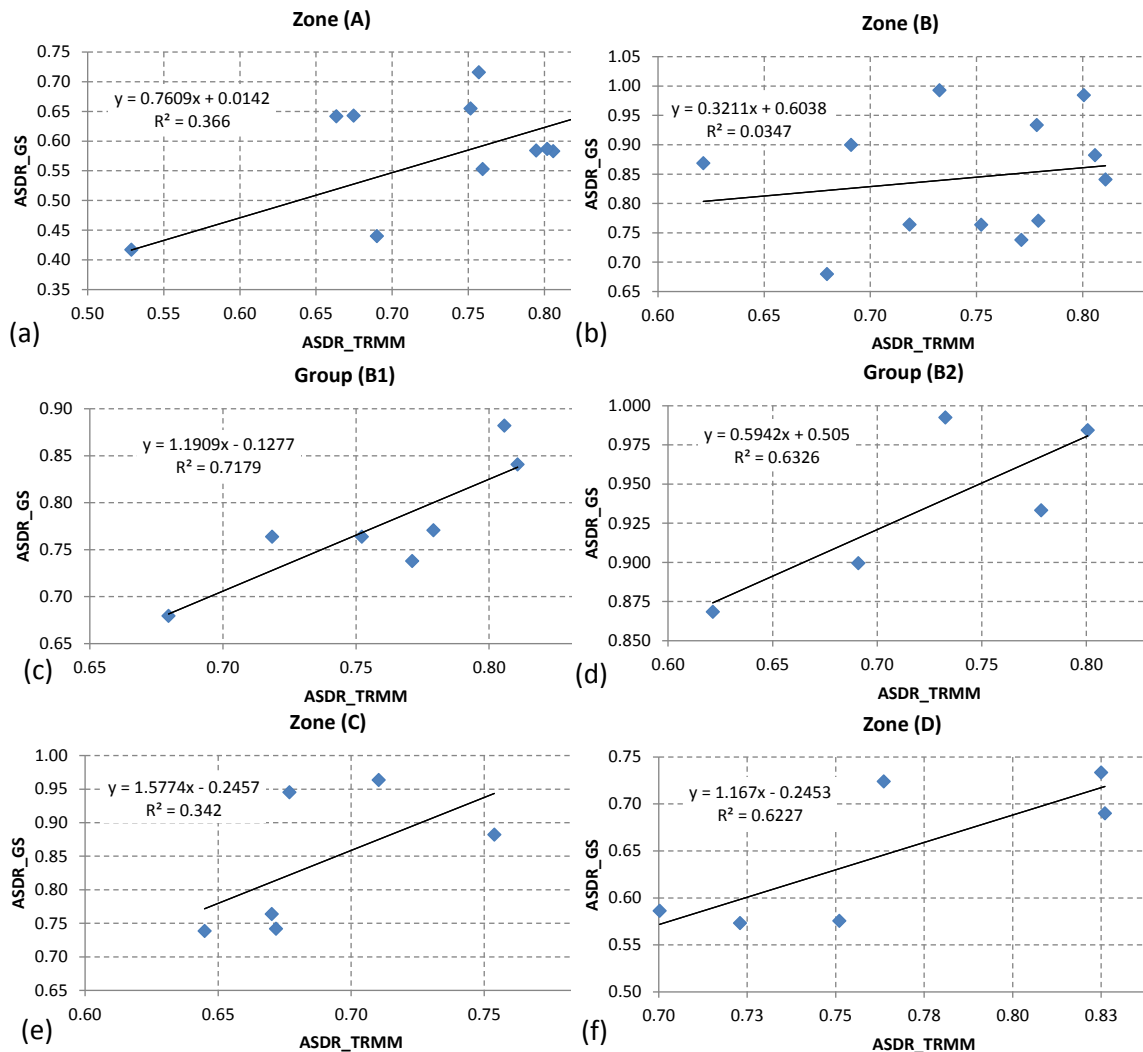 Zone (A)
0.75
0.70
0.65
0.60
0.55
0.50
0.45
0.40
0.35
ASDR_GS
y = 0.7609x + 0.0142
R² = 0.366
0.50 0.55 0.60 0.65 0.70 0.75 0.80
ASDR_TRMM
(a)
Zone (B)
1.05
1.00
0.95
0.90
0.85
0.80
0.75
0.70
0.65
ASDR_GS
y = 0.3211x + 0.6038
R² = 0.0347
0.60 0.65 0.70 0.75 0.80
ASDR_TRMM
(b)
Group (B1)
0.90
0.85
0.80
0.75
0.70
0.65
ASDR_GS
y = 1.1909x - 0.1277
R² = 0.7179
0.65 0.70 0.75 0.80
ASDR_TRMM
(c)
Group (B2)
1.000
0.975
0.950
0.925
0.900
0.875
0.850
ASDR_GS
y = 0.5942x + 0.505
R² = 0.6326
0.60 0.65 0.70 0.75 0.80
ASDR_TRMM
(d)
Zone (C)
1.00
0.95
0.90
0.85
0.80
0.75
0.70
0.65
ASDR_GS
y = 1.5774x - 0.2457
R² = 0.342
0.60 0.65 0.70 0.75
ASDR_TRMM
(e)
Zone (D)
0.75
0.70
0.65
0.60
0.55
0.50
ASDR_GS
y = 1.167x - 0.2453
R² = 0.6227
0.70 0.73 0.75 0.78 0.80 0.83
ASDR_TRMM
(f)